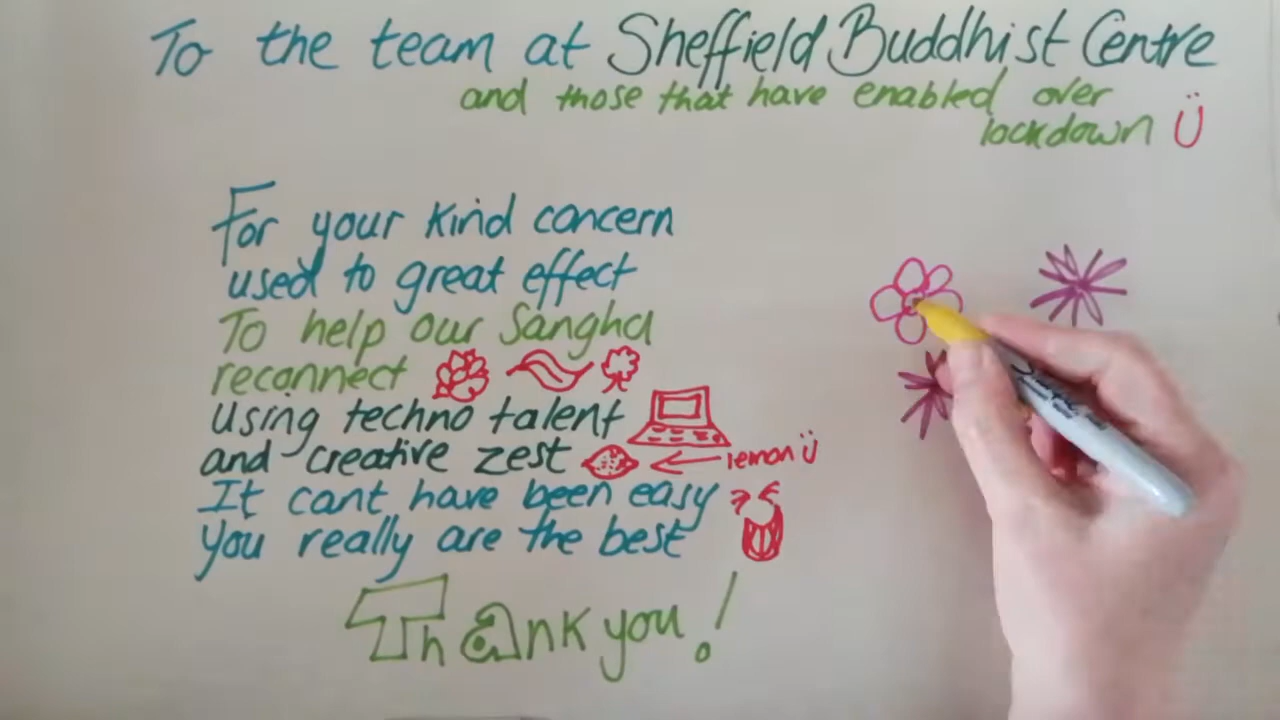 To the team at Sheffield Buddhist Centre
and those that have enabled over
lockdown
For your kind concern
used to great effect
To help our Sangha
reconnect
Using techno talent
and creative zest
lemon
It cant have been easy
You really are the best
Thank you!